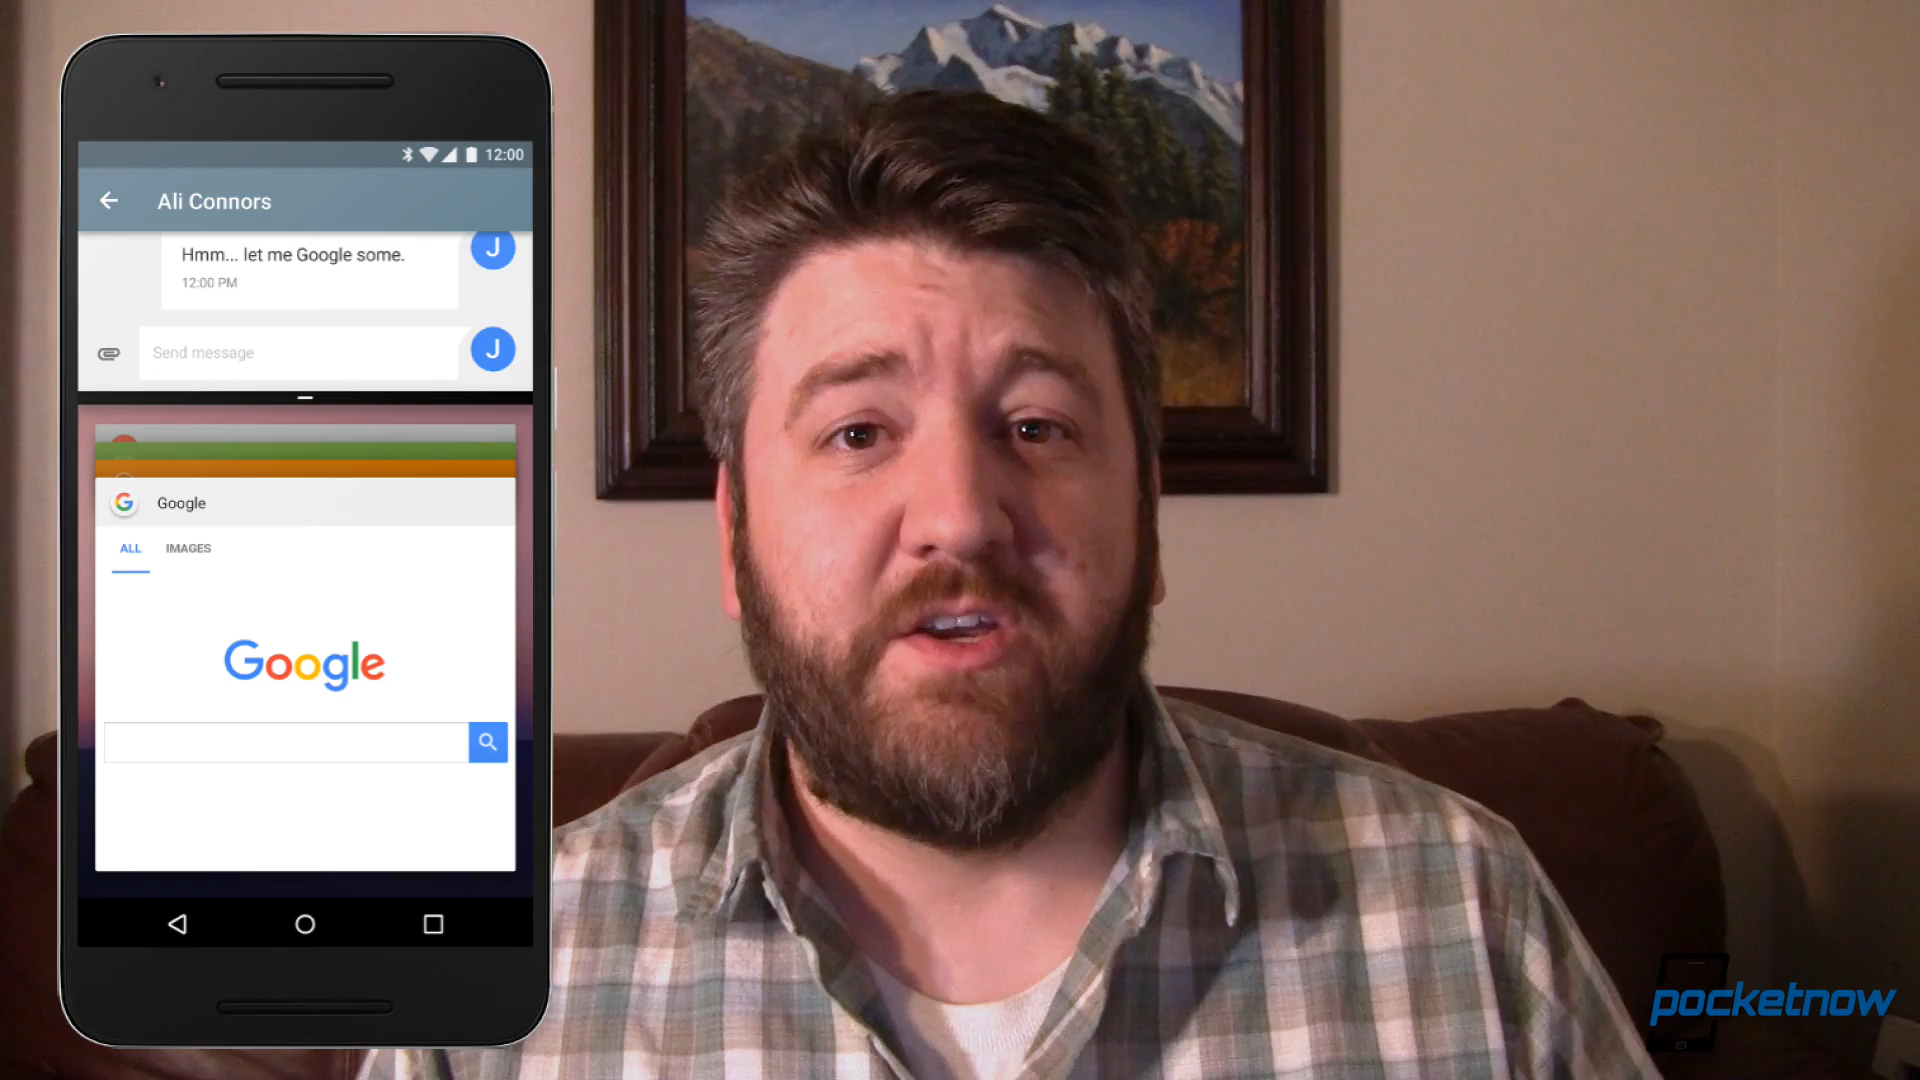 12:00
Ali Connors
Hmm... let me Google some.
J
12:00 PM
Send message
J
Google
ALL IMAGES
Google
pocketnow